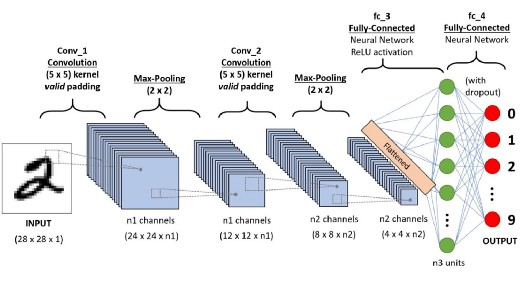 fc_3
Fully-Connected
Neural Network
ReLU activation
fc_4
Fully-Connected
Neural Network
Conv_1
Convolution
(5 x 5) kernel
valid padding
Max-Pooling
(2 x 2)
Conv_2
Convolution
(5 x 5) kernel
valid padding
Max-Pooling
(2 x 2)
(with
dropout)
Flattened
0
1
2
9
INPUT
(28 x 28 x 1)
n1 channels
(24 x 24 x n1)
n1 channels
(12 x 12 x n1)
n2 channels
(8 x 8 x n2)
n2 channels
(4 x 4 x n2)
n3 units
OUTPUT